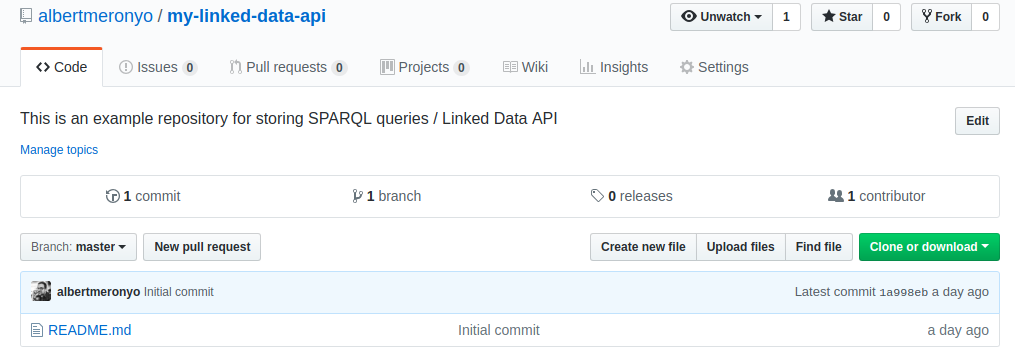 albertmeronyo / my-linked-data-api Unwatch 1 Star 0 Fork 0
Code Issues 0 Pull requests 0 Projects 0 Wiki Insights Settings
This is an example repository for storing SPARQL queries / Linked Data API Edit
Manage topics
1 commit 1 branch 0 releases 1 contributor
Branch: master New pull request Create new file Upload files Find file Clone or download
albertmeronyo Initial commit Latest commit 1a998eb a day ago
README.md Initial commit a day ago